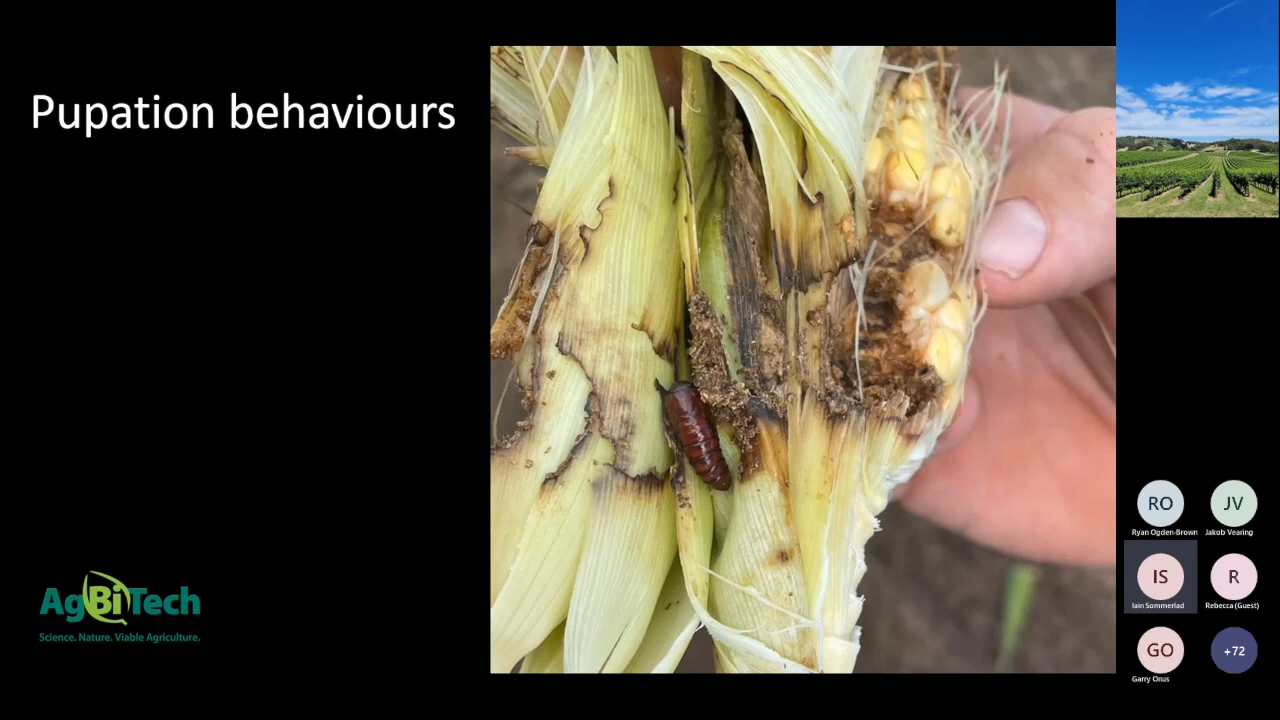 Pupation behaviours
AgBiTech
Science. Nature. Viable Agriculture.
RO
Ryan Ogden-Brown
JV
Jakob Vearing
IS
Iain Sommerlad
R
Rebecca (Guest)
GO
Garry Onus
+72